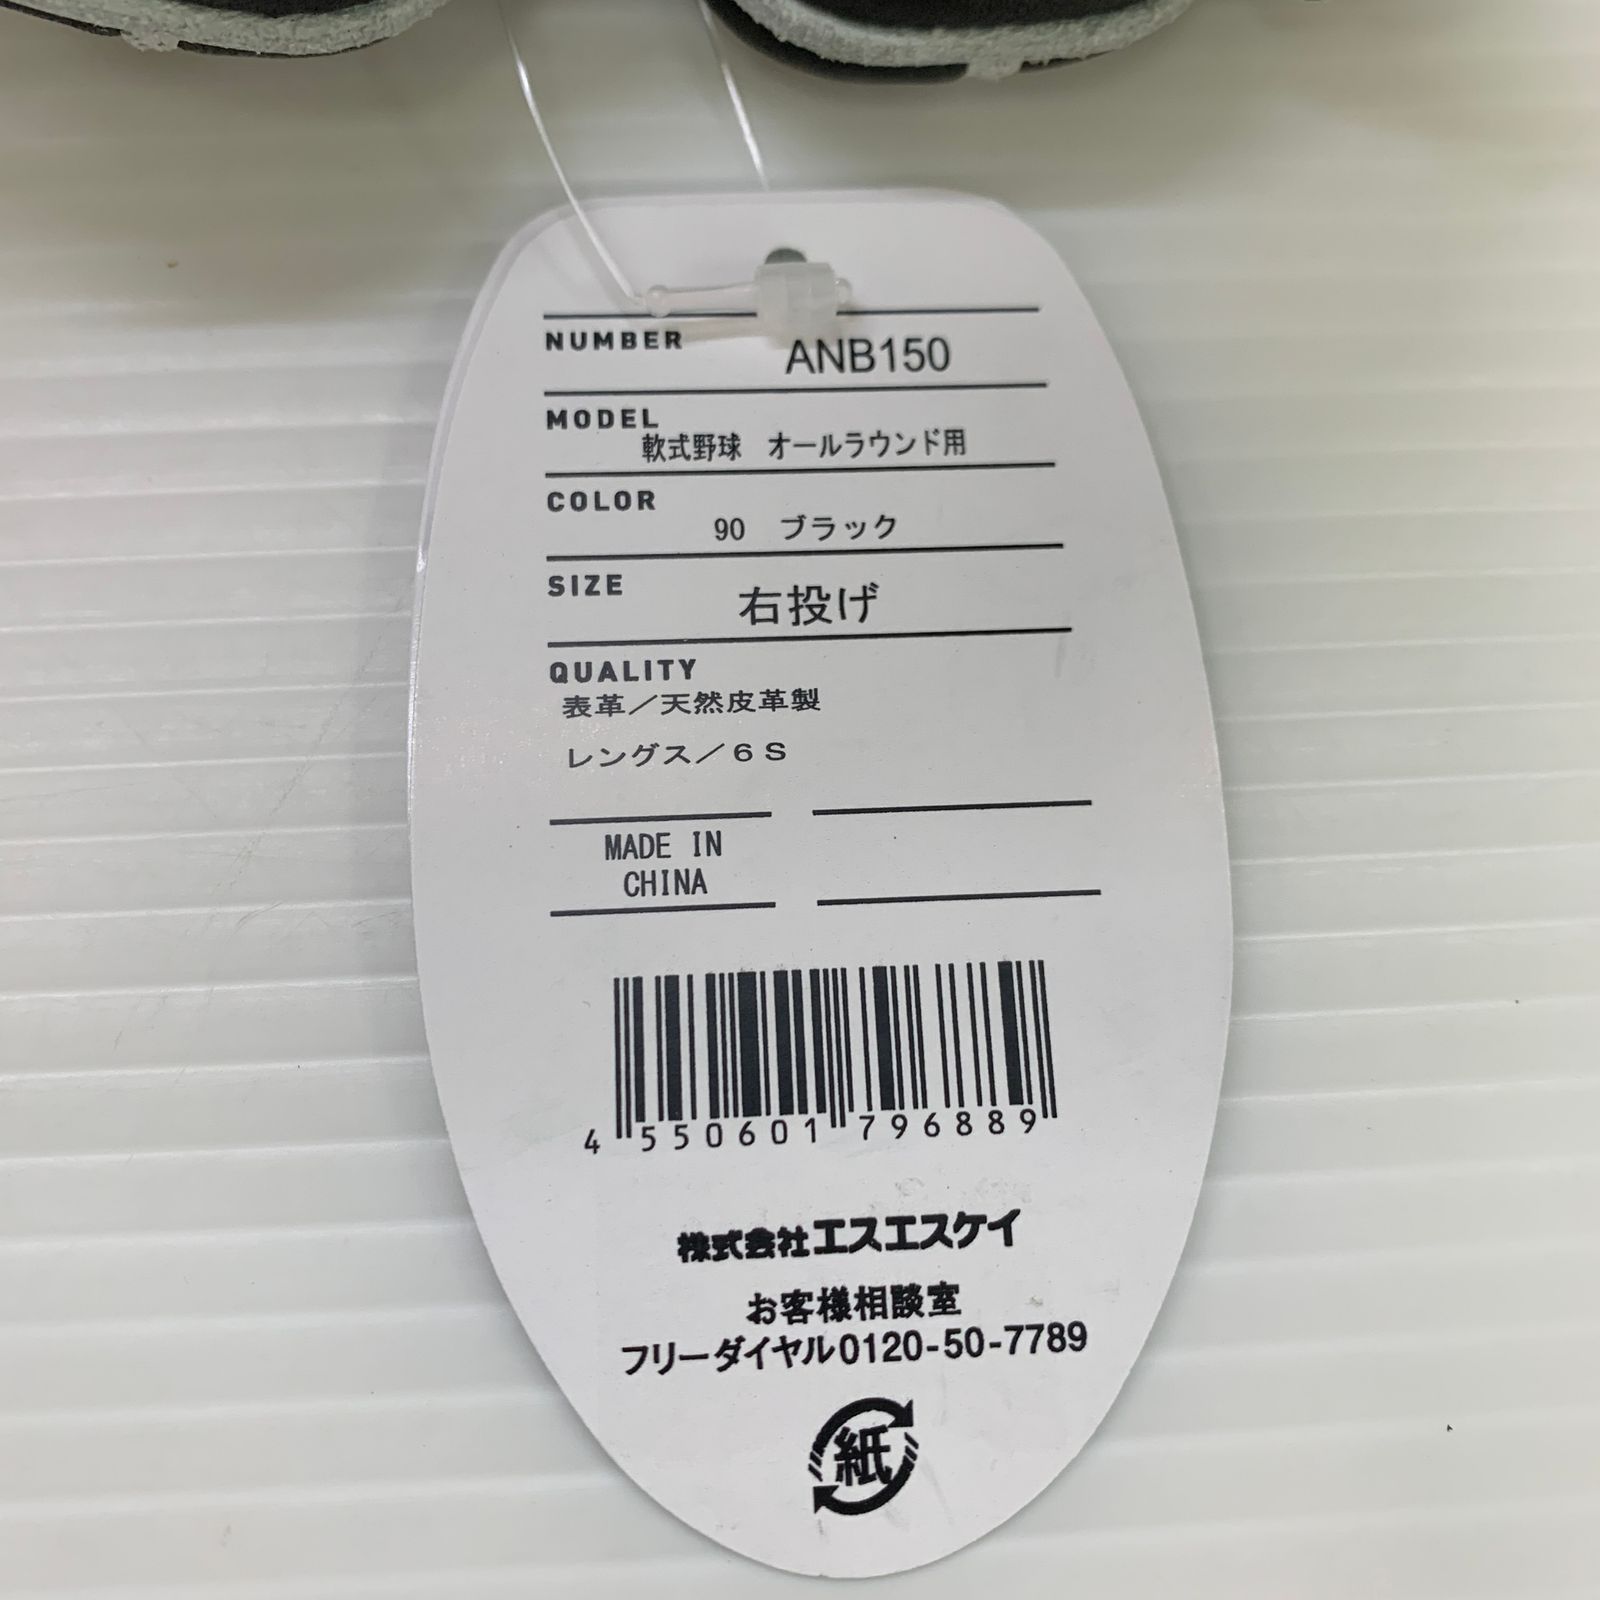 NUMBER
ANB150
MODEL
軟式野球　オールラウンド用
COLOR
90　ブラック
SIZE
右投げ
QUALITY
表革／天然皮革製
レングス／６Ｓ
MADE IN
CHINA
4 550601 796889
株式会社エスエスケイ
お客様相談室
フリーダイヤル0120-50-7789
紙